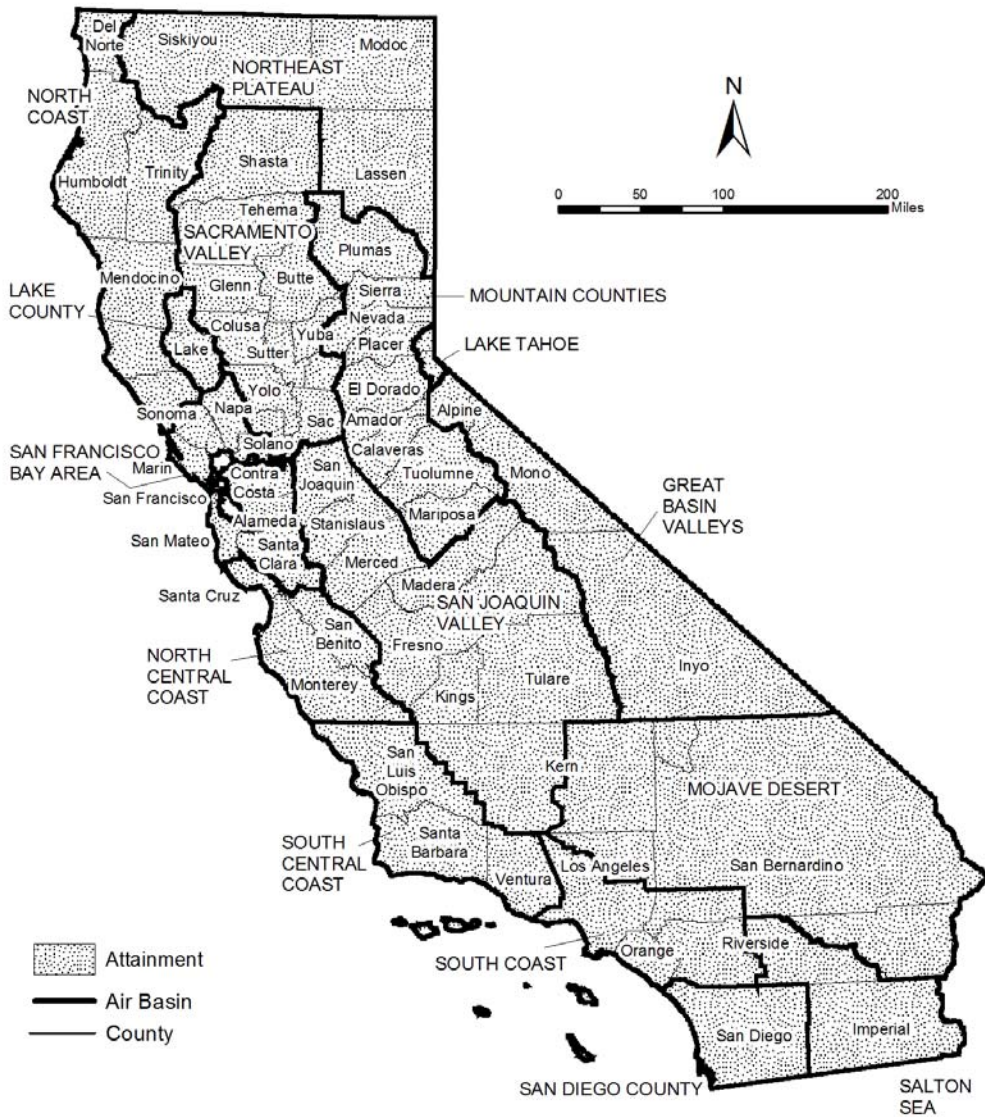 Del
Norte
Siskiyou
Modoc
NORTHEAST
PLATEAU
NORTH
COAST
N
Trinity
Shasta
Lassen
Humboldt
0 50 100 200
Miles
Tehema
SACRAMENTO
VALLEY
Plumas
Mendocino
Glenn
Butte
Sierra
MOUNTAIN COUNTIES
LAKE
COUNTY
Colusa
Yuba
Nevada
Placer
LAKE TAHOE
Lake
Sutter
Yolo
El Dorado
Alpine
Sonoma
Napa
Sac
Amador
Solano
Calaveras
SAN FRANCISCO
BAY AREA
Marin
Contra
Costa
San
Joaquin
Tuolumne
Mono
GREAT
BASIN
VALLEYS
San Francisco
Alameda
Stanislaus
Mariposa
San Mateo
Santa
Clara
Merced
Madera
Santa Cruz
SAN JOAQUIN
VALLEY
San
Benito
Fresno
NORTH
CENTRAL
COAST
Monterey
Kings
Tulare
Inyo
San
Luis
Obispo
Kern
MOJAVE DESERT
SOUTH
CENTRAL
COAST
Santa
Barbara
Ventura
Los Angeles
San Bernardino
Orange
Riverside
SOUTH COAST
Attainment
Air Basin
County
San Diego
Imperial
SAN DIEGO COUNTY
SALTON
SEA